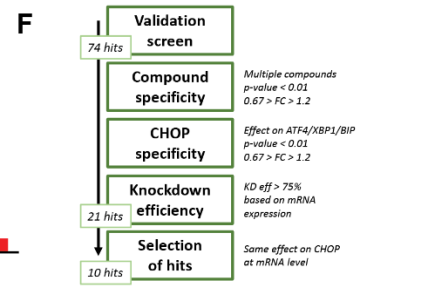 F
Validation
screen
74 hits
Compound
specificity
Multiple compounds
p-value < 0.01
0.67 > FC > 1.2
CHOP
specificity
Effect on ATF4/XBP1/BIP
p-value < 0.01
0.67 > FC > 1.2
Knockdown
efficiency
KD eff > 75%
based on mRNA
expression
21 hits
Selection
of hits
Same effect on CHOP
at mRNA level
10 hits